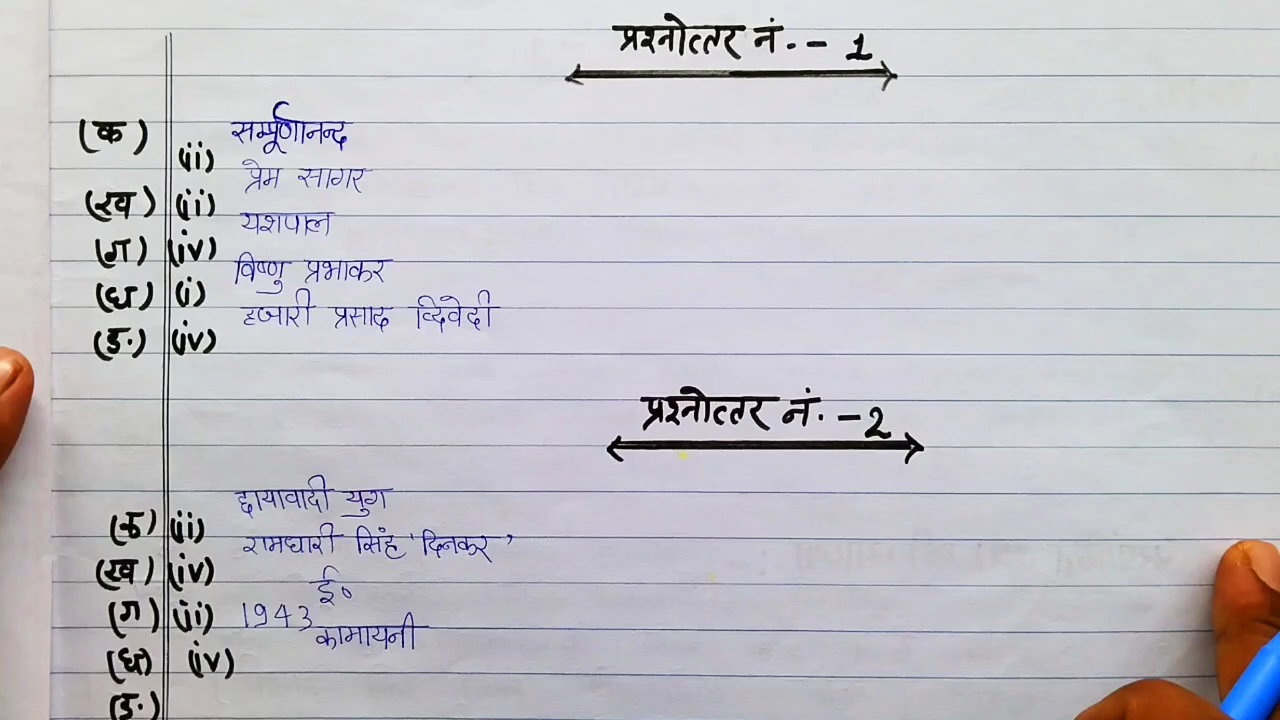 प्रश्नोत्तर नं. - 1
(क) (ii) सम्पूर्णानन्द
(ख) (ii) प्रेम सागर
(ग) (iv) यशपाल
(घ) (i) विष्णु प्रभाकर
(ङ) (iv) हजारी प्रसाद द्विवेदी
प्रश्नोत्तर नं. - 2
(क) (ii) छायावादी युग
(ख) (iv) रामधारी सिंह 'दिनकर'
(ग) (ii) 1943 ई०
(घ) (iv) कामायनी
(ङ)